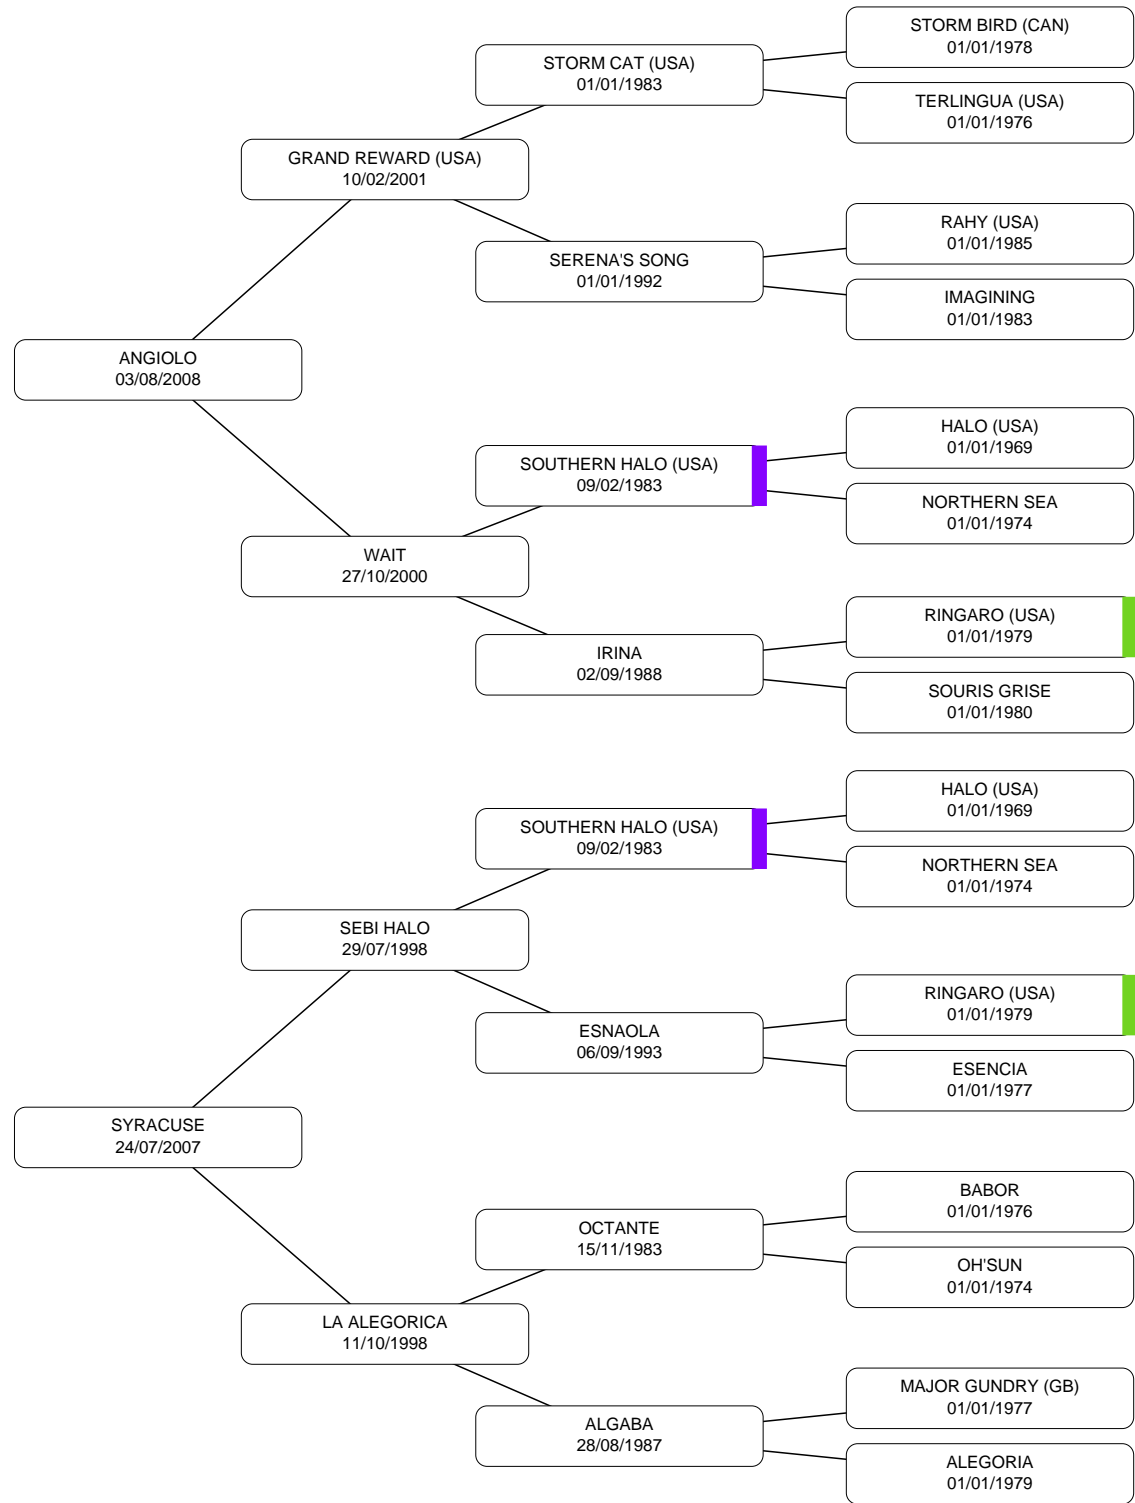 STORM BIRD (CAN)
01/01/1978
STORM CAT (USA)
01/01/1983
TERLINGUA (USA)
01/01/1976
GRAND REWARD (USA)
10/02/2001
RAHY (USA)
01/01/1985
SERENA'S SONG
01/01/1992
IMAGINING
01/01/1983
ANGIOLO
03/08/2008
HALO (USA)
01/01/1969
SOUTHERN HALO (USA)
09/02/1983
NORTHERN SEA
01/01/1974
WAIT
27/10/2000
RINGARO (USA)
01/01/1979
IRINA
02/09/1988
SOURIS GRISE
01/01/1980
HALO (USA)
01/01/1969
SOUTHERN HALO (USA)
09/02/1983
NORTHERN SEA
01/01/1974
SEBI HALO
29/07/1998
RINGARO (USA)
01/01/1979
ESNAOLA
06/09/1993
ESENCIA
01/01/1977
SYRACUSE
24/07/2007
BABOR
01/01/1976
OCTANTE
15/11/1983
OH'SUN
01/01/1974
LA ALEGORICA
11/10/1998
MAJOR GUNDRY (GB)
01/01/1977
ALGABA
28/08/1987
ALEGORIA
01/01/1979